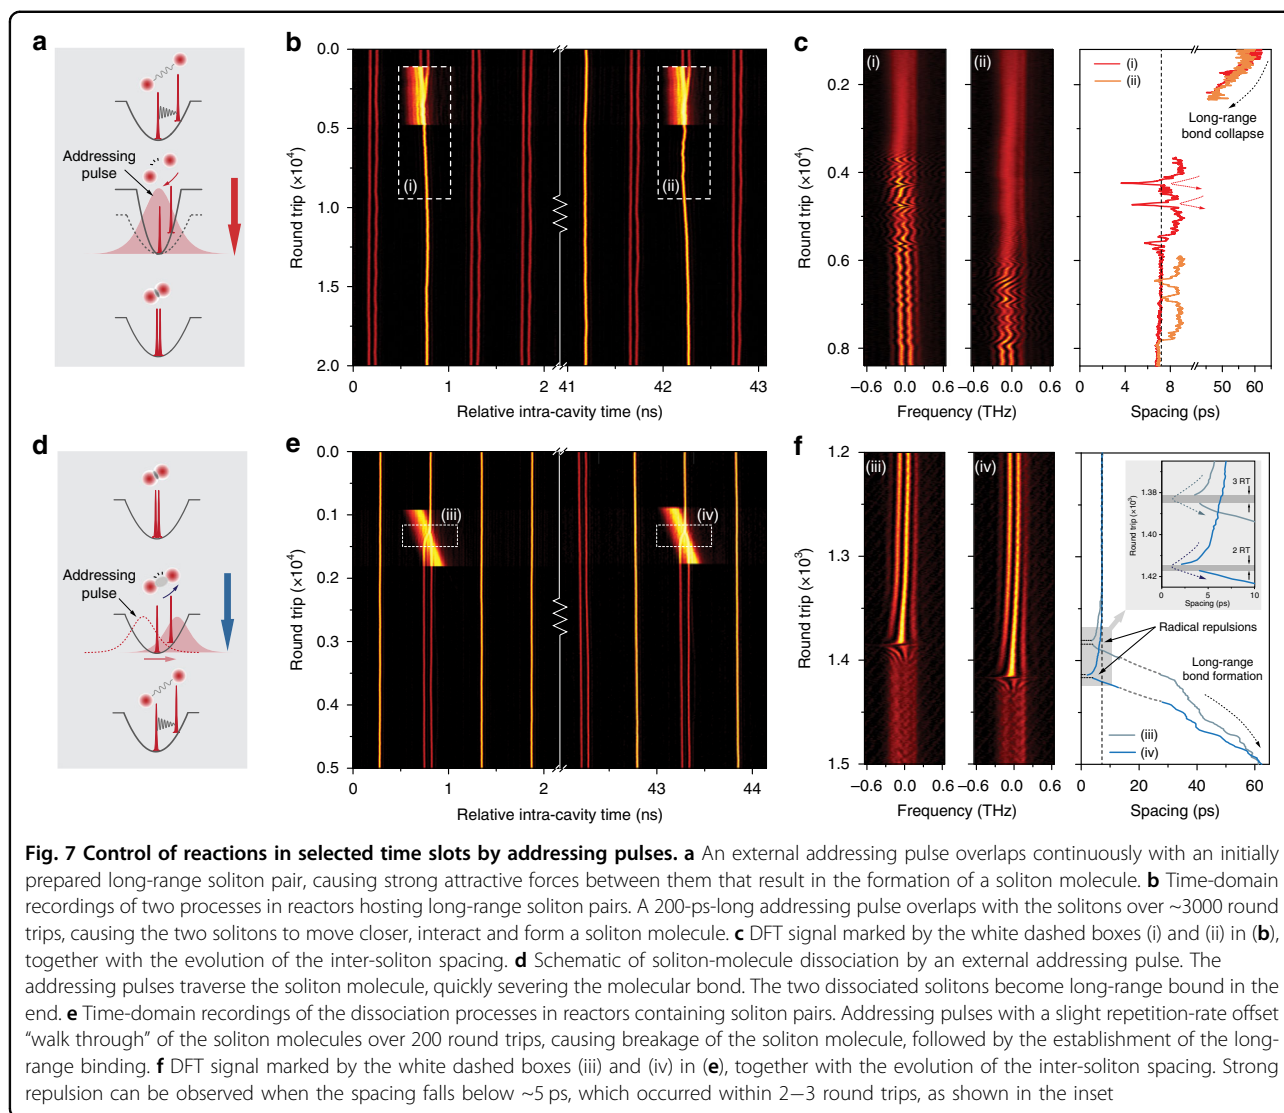 a
Addressing
pulse
b
0.0
0.5
1.0
1.5
2.0
Round trip (×10⁴)
(i)
(ii)
0
1
2
41
42
43
Relative intra-cavity time (ns)
c
(i)
(ii)
0.2
0.4
0.6
0.8
Round trip (×10⁴)
−0.6
0.0
0.6
−0.6
0.0
0.6
Frequency (THz)
(i)
(ii)
Long-range
bond collapse
4
8
50
60
Spacing (ps)
d
Addressing
pulse
e
0.0
0.1
0.2
0.3
0.4
0.5
Round trip (×10⁴)
(iii)
(iv)
0
1
2
43
44
Relative intra-cavity time (ns)
f
(iii)
(iv)
1.2
1.3
1.4
1.5
Round trip (×10³)
−0.6
0.0
0.6
−0.6
0.0
0.6
Frequency (THz)
1.38
1.40
1.42
Round trip (×10³)
3 RT
2 RT
0
5
10
Spacing (ps)
Radical repulsions
Long-range
bond formation
(iii)
(iv)
0
20
40
60
Spacing (ps)
Fig. 7 Control of reactions in selected time slots by addressing pulses. a An external addressing pulse overlaps continuously with an initially
prepared long-range soliton pair, causing strong attractive forces between them that result in the formation of a soliton molecule. b Time-domain
recordings of two processes in reactors hosting long-range soliton pairs. A 200-ps-long addressing pulse overlaps with the solitons over ~3000 round
trips, causing the two solitons to move closer, interact and form a soliton molecule. c DFT signal marked by the white dashed boxes (i) and (ii) in (b),
together with the evolution of the inter-soliton spacing. d Schematic of soliton-molecule dissociation by an external addressing pulse. The
addressing pulses traverse the soliton molecule, quickly severing the molecular bond. The two dissociated solitons become long-range bound in the
end. e Time-domain recordings of the dissociation processes in reactors containing soliton pairs. Addressing pulses with a slight repetition-rate offset
“walk through” of the soliton molecules over 200 round trips, causing breakage of the soliton molecule, followed by the establishment of the long-
range binding. f DFT signal marked by the white dashed boxes (iii) and (iv) in (e), together with the evolution of the inter-soliton spacing. Strong
repulsion can be observed when the spacing falls below ~5 ps, which occurred within 2−3 round trips, as shown in the inset